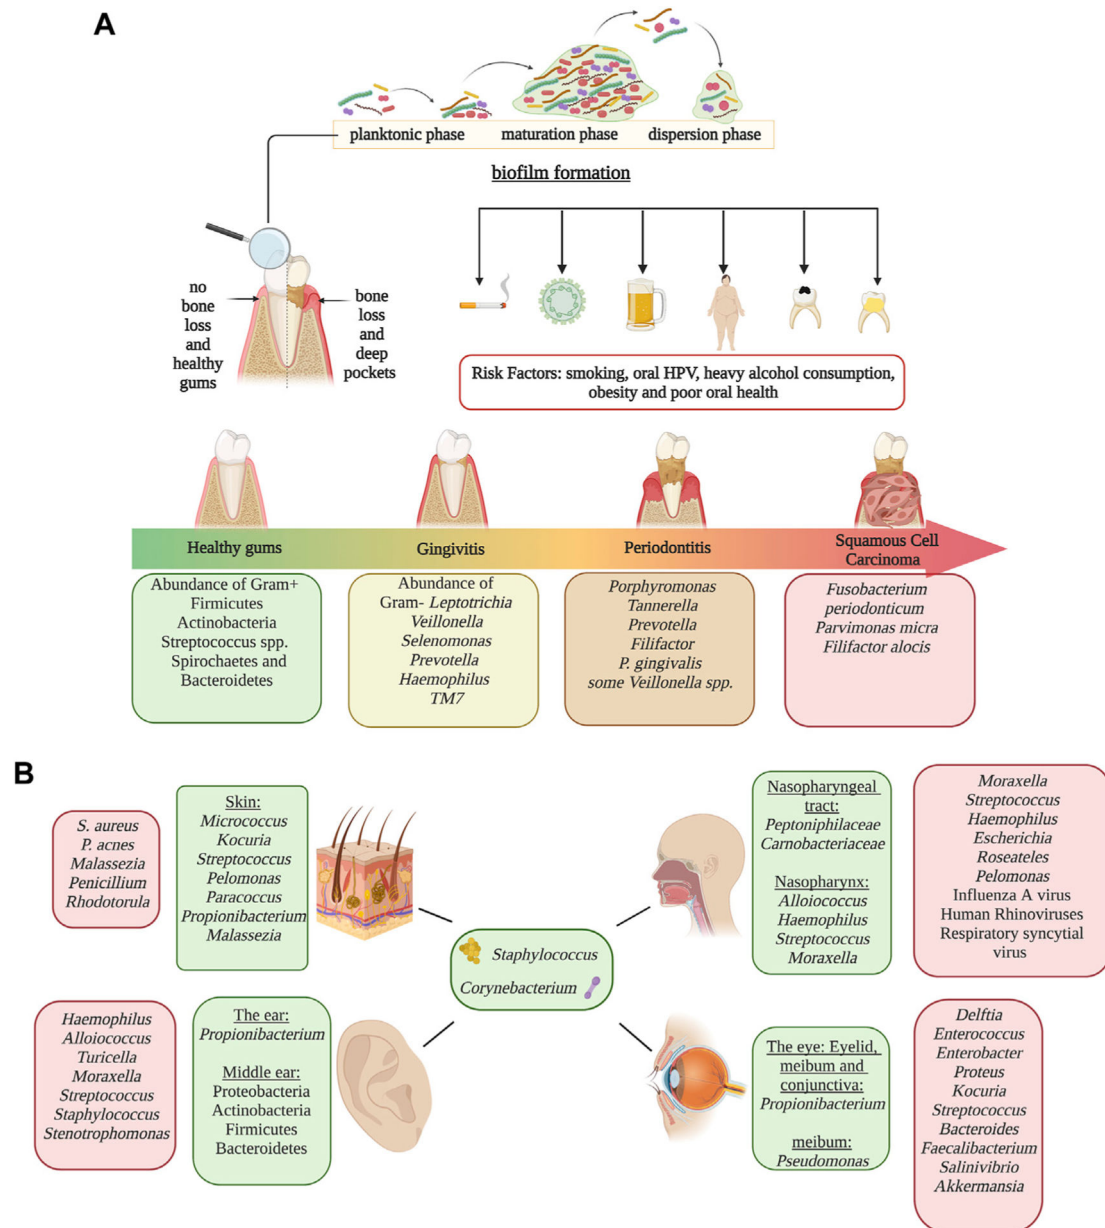 A
planktonic phase
maturation phase
dispersion phase
biofilm formation
no
bone
loss
and
healthy
gums
bone
loss
and
deep
pockets
Risk Factors: smoking, oral HPV, heavy alcohol consumption,
obesity and poor oral health
Healthy gums
Gingivitis
Periodontitis
Squamous Cell
Carcinoma
Abundance of Gram+
Firmicutes
Actinobacteria
Streptococcus spp.
Spirochaetes and
Bacteroidetes
Abundance of
Gram- Leptotrichia
Veillonella
Selenomonas
Prevotella
Haemophilus
TM7
Porphyromonas
Tannerella
Prevotella
Filifactor
P. gingivalis
some Veillonella spp.
Fusobacterium
periodonticum
Parvimonas micra
Filifactor alocis
B
S. aureus
P. acnes
Malassezia
Penicillium
Rhodotorula
Skin:
Micrococcus
Kocuria
Streptococcus
Pelomonas
Paracoccus
Propionibacterium
Malassezia
Nasopharyngeal
tract:
Peptoniphilaceae
Carnobacteriaceae
Nasopharynx:
Alloiococcus
Haemophilus
Streptococcus
Moraxella
Moraxella
Streptococcus
Haemophilus
Escherichia
Roseateles
Pelomonas
Influenza A virus
Human Rhinoviruses
Respiratory syncytial
virus
Staphylococcus
Corynebacterium
Haemophilus
Alloiococcus
Turicella
Moraxella
Streptococcus
Staphylococcus
Stenotrophomonas
The ear:
Propionibacterium
Middle ear:
Proteobacteria
Actinobacteria
Firmicutes
Bacteroidetes
The eye: Eyelid,
meibum and
conjunctiva:
Propionibacterium
meibum:
Pseudomonas
Delftia
Enterococcus
Enterobacter
Proteus
Kocuria
Streptococcus
Bacteroides
Faecalibacterium
Salinivibrio
Akkermansia